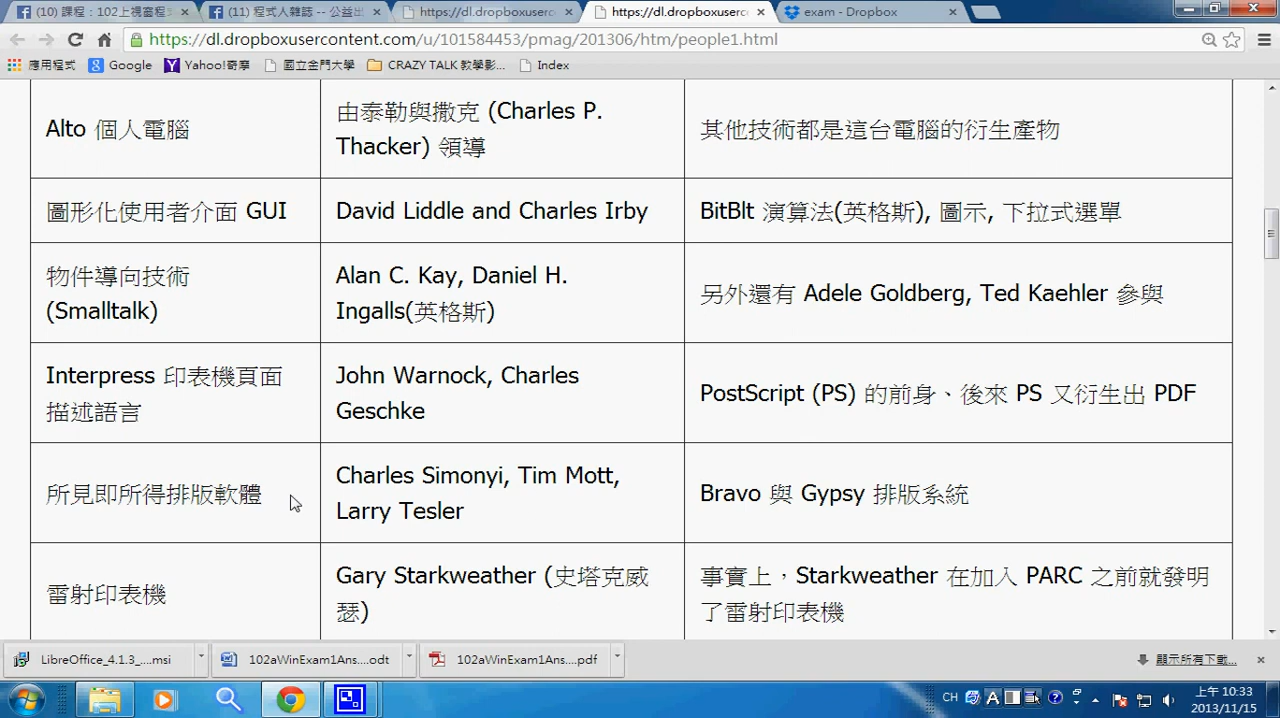 (10) 課程：102上視窗程
(11) 程式人雜誌 -- 公益出
https://dl.dropboxuserc
https://dl.dropboxuserc
exam - Dropbox
https://dl.dropboxusercontent.com/u/101584453/pmag/201306/htm/people1.html
應用程式
Google
Yahoo!奇摩
國立金門大學
CRAZY TALK 教學影...
Index
Alto 個人電腦
由泰勒與撒克 (Charles P.
Thacker) 領導
其他技術都是這台電腦的衍生產物
圖形化使用者介面 GUI
David Liddle and Charles Irby
BitBlt 演算法(英格斯), 圖示, 下拉式選單
物件導向技術
(Smalltalk)
Alan C. Kay, Daniel H.
Ingalls(英格斯)
另外還有 Adele Goldberg, Ted Kaehler 參與
Interpress 印表機頁面
描述語言
John Warnock, Charles
Geschke
PostScript (PS) 的前身、後來 PS 又衍生出 PDF
所見即所得排版軟體
Charles Simonyi, Tim Mott,
Larry Tesler
Bravo 與 Gypsy 排版系統
雷射印表機
Gary Starkweather (史塔克威
瑟)
事實上，Starkweather 在加入 PARC 之前就發明
了雷射印表機
LibreOffice_4.1.3_....msi
102aWinExam1Ans....odt
102aWinExam1Ans....pdf
顯示所有下載...
CH
上午 10:33
2013/11/15